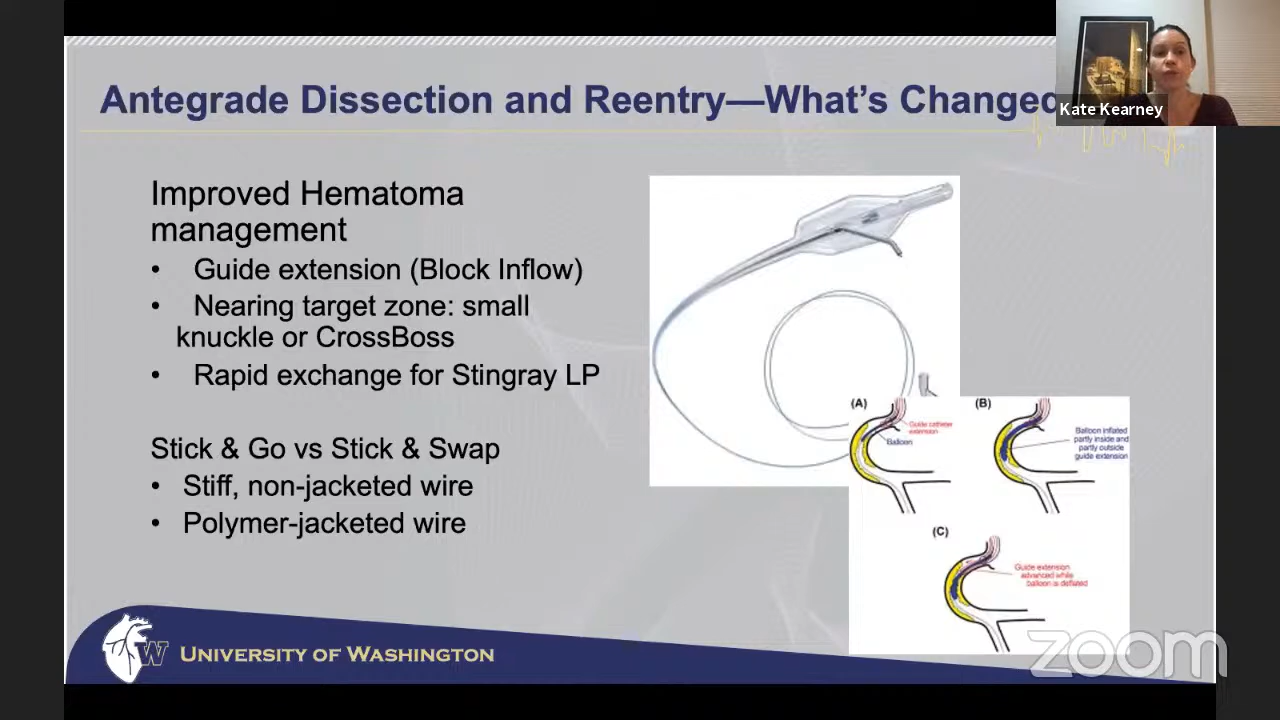 Antegrade Dissection and Reentry—What's Changed
Kate Kearney
Improved Hematoma
management
• Guide extension (Block Inflow)
• Nearing target zone: small
knuckle or CrossBoss
• Rapid exchange for Stingray LP
Stick & Go vs Stick & Swap
• Stiff, non-jacketed wire
• Polymer-jacketed wire
(A)
Guide catheter
extension
Balloon
(B)
Balloon inflated
partly inside and
partly outside
guide extension
(C)
Guide extension
advanced while
balloon is deflated
W
UNIVERSITY OF WASHINGTON
zoom